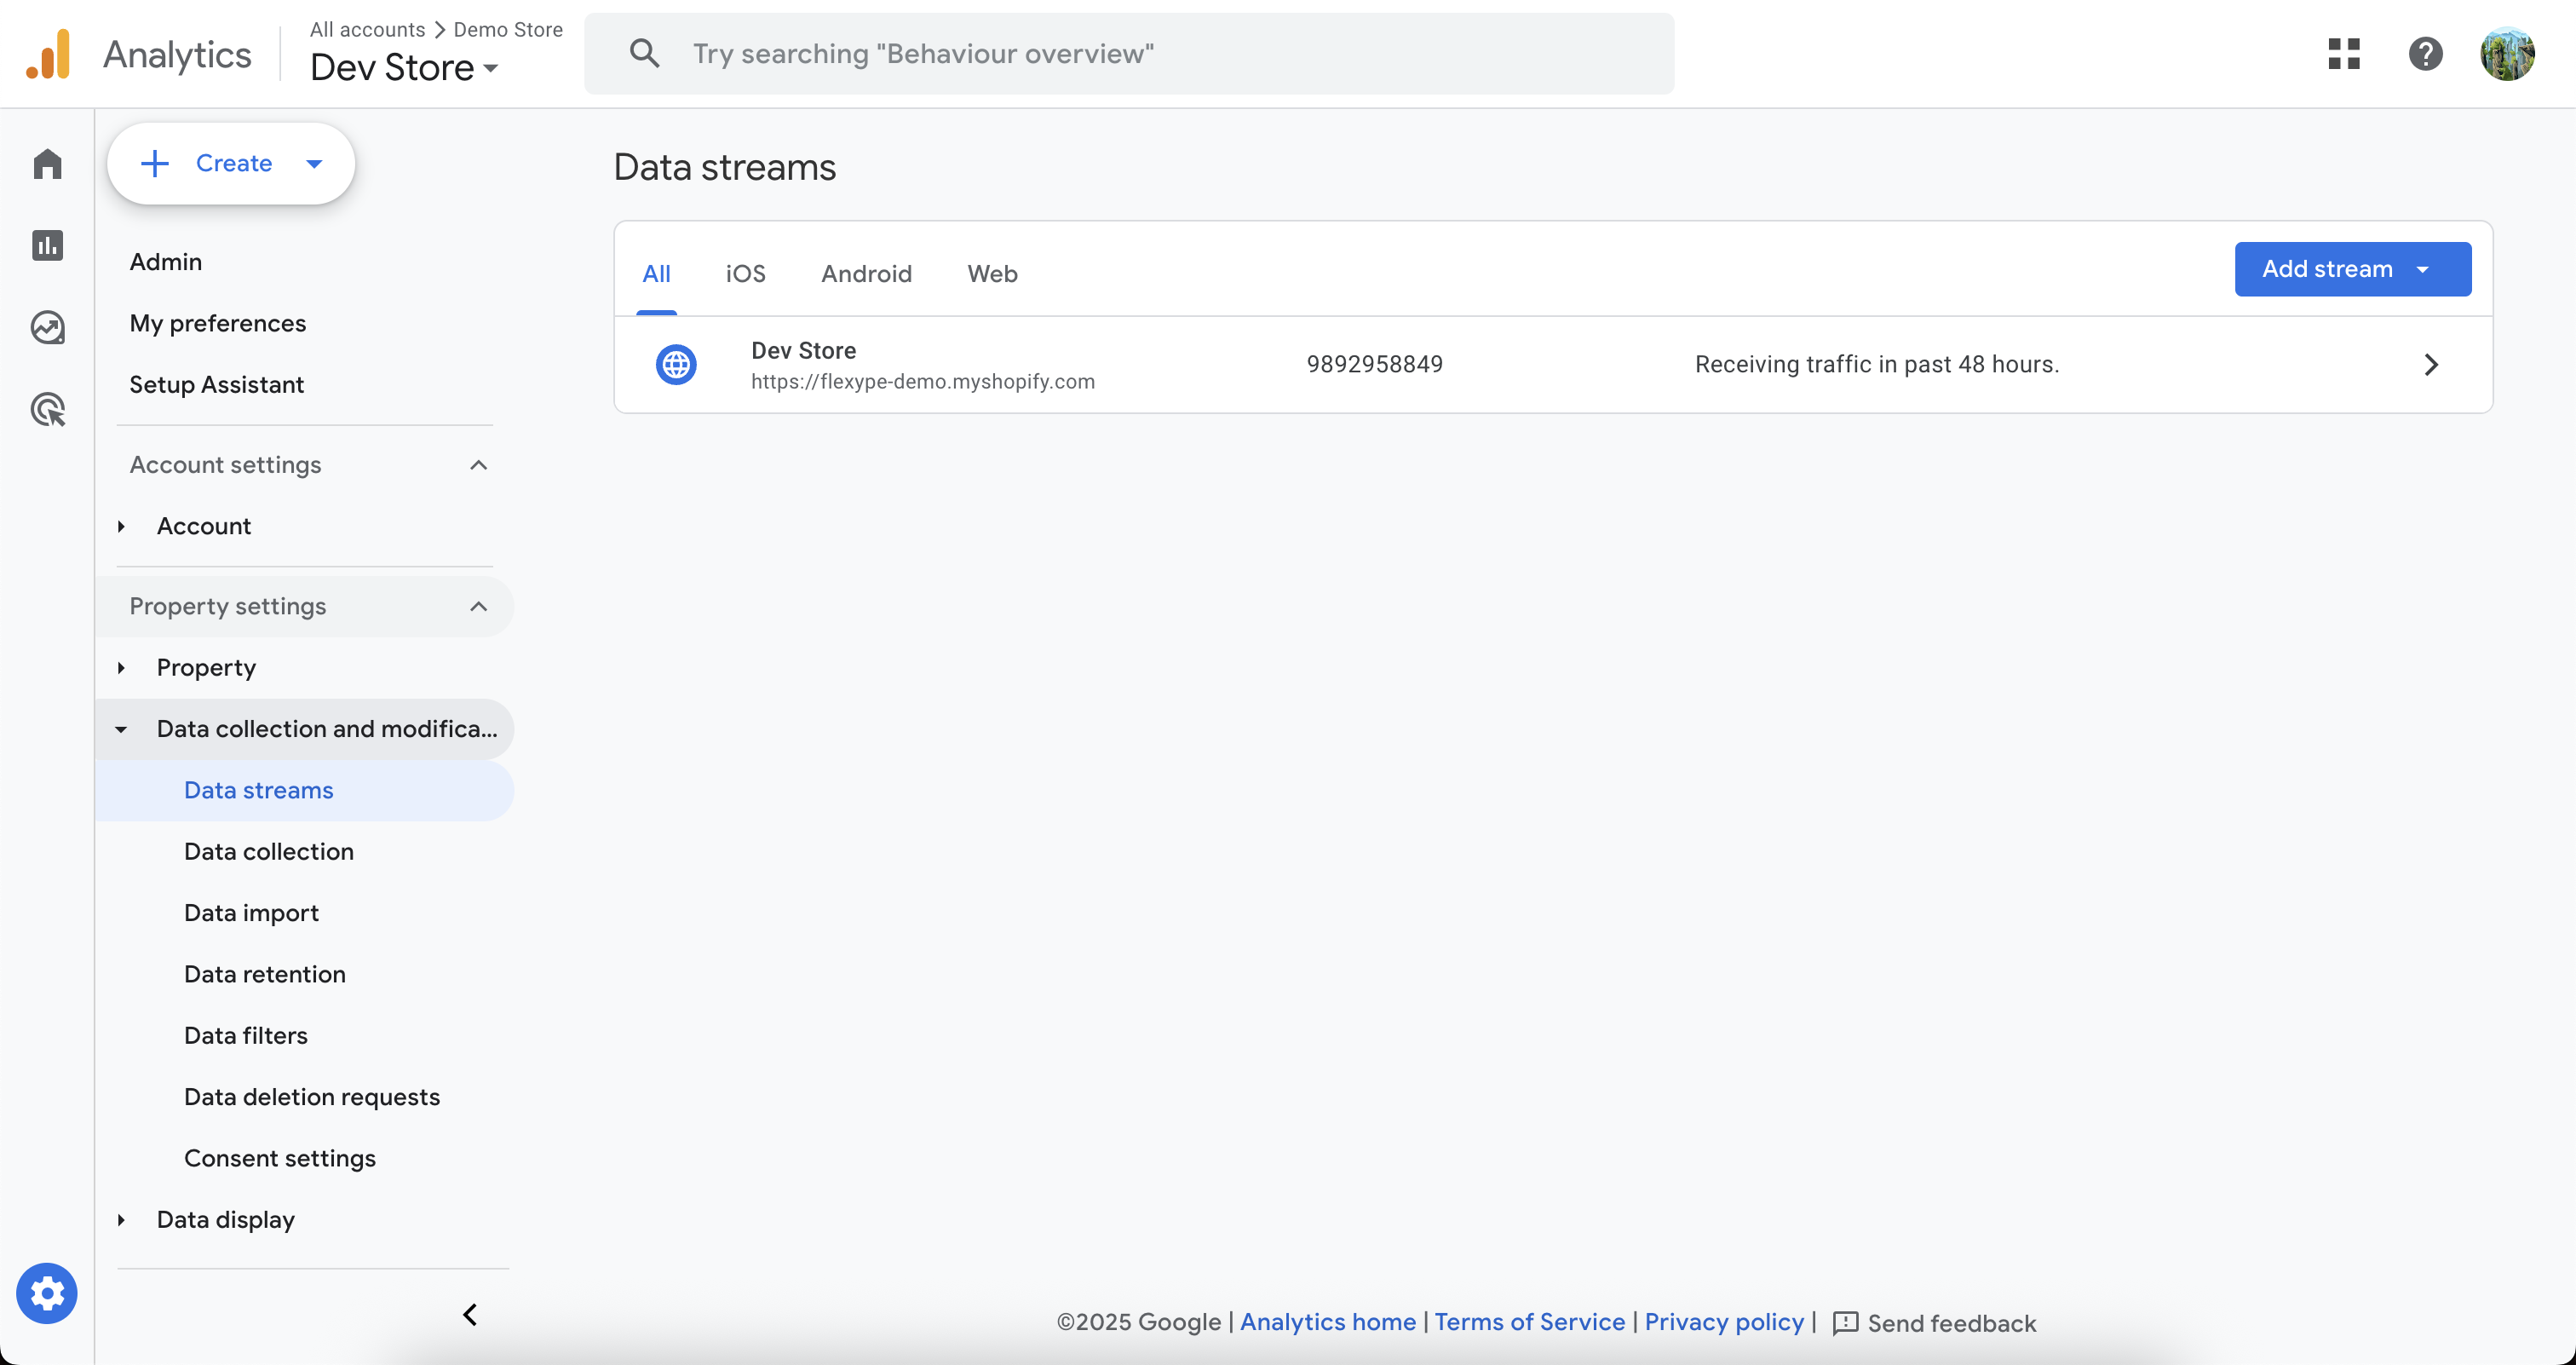 Analytics
All accounts > Demo Store
Dev Store
Try searching "Behaviour overview"
Create
Admin
My preferences
Setup Assistant
Account settings
Account
Property settings
Property
Data collection and modifica...
Data streams
Data collection
Data import
Data retention
Data filters
Data deletion requests
Consent settings
Data display
Data streams
All iOS Android Web
Add stream
Dev Store
https://flexype-demo.myshopify.com
9892958849
Receiving traffic in past 48 hours.
©2025 Google | Analytics home | Terms of Service | Privacy policy | Send feedback